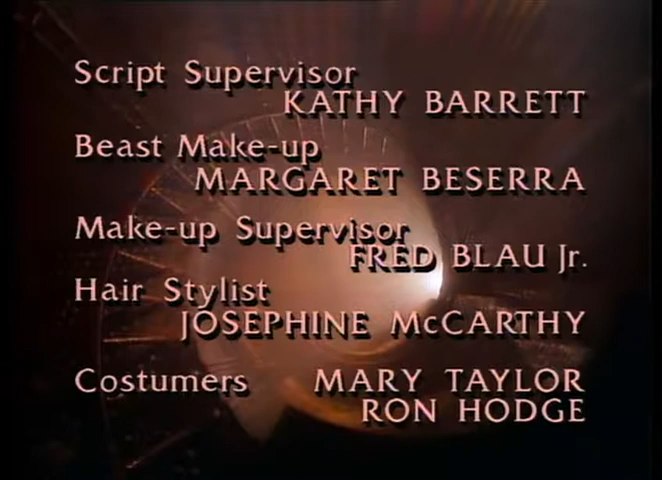 Script Supervisor
KATHY BARRETT
Beast Make-up
MARGARET BESERRA
Make-up Supervisor
FRED BLAU Jr.
Hair Stylist
JOSEPHINE McCARTHY
Costumers MARY TAYLOR
RON HODGE